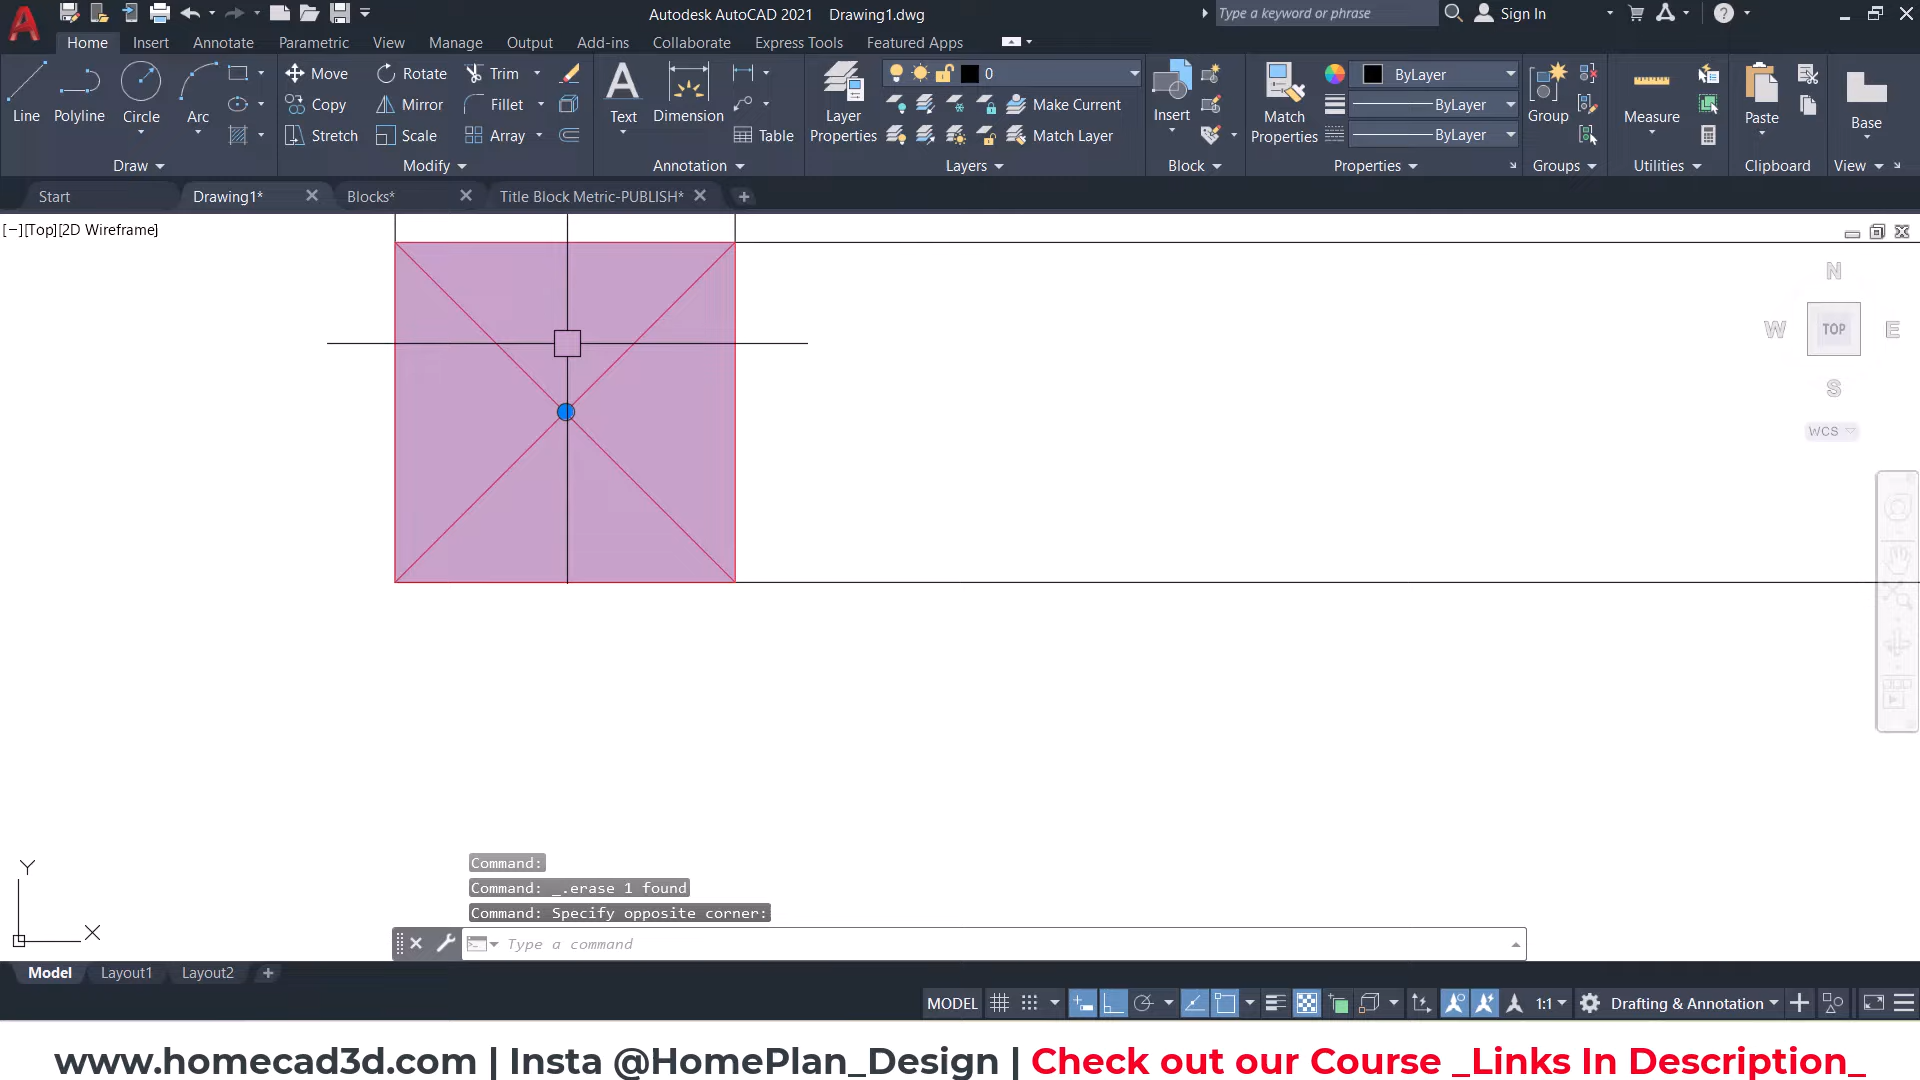 Autodesk AutoCAD 2021 Drawing1.dwg
Type a keyword or phrase
Sign In
Home Insert Annotate Parametric View Manage Output Add-ins Collaborate Express Tools Featured Apps
Line Polyline Circle Arc
Move Rotate Trim
Copy Mirror Fillet
Stretch Scale Array
Text Dimension
Table
Layer Properties
0
Make Current
Match Layer
Insert
Match Properties
ByLayer
ByLayer
ByLayer
Group
Measure
Paste
Base
Draw Modify Annotation Layers Block Properties Groups Utilities Clipboard View
Start Drawing1* Blocks* Title Block Metric-PUBLISH*
[−][Top][2D Wireframe]
N
W TOP E
S
WCS
Y
X
Command:
Command: _.erase 1 found
Command: Specify opposite corner:
Type a command
Model Layout1 Layout2
MODEL 1:1 Drafting & Annotation
www.homecad3d.com | Insta @HomePlan_Design | Check out our Course _Links In Description_